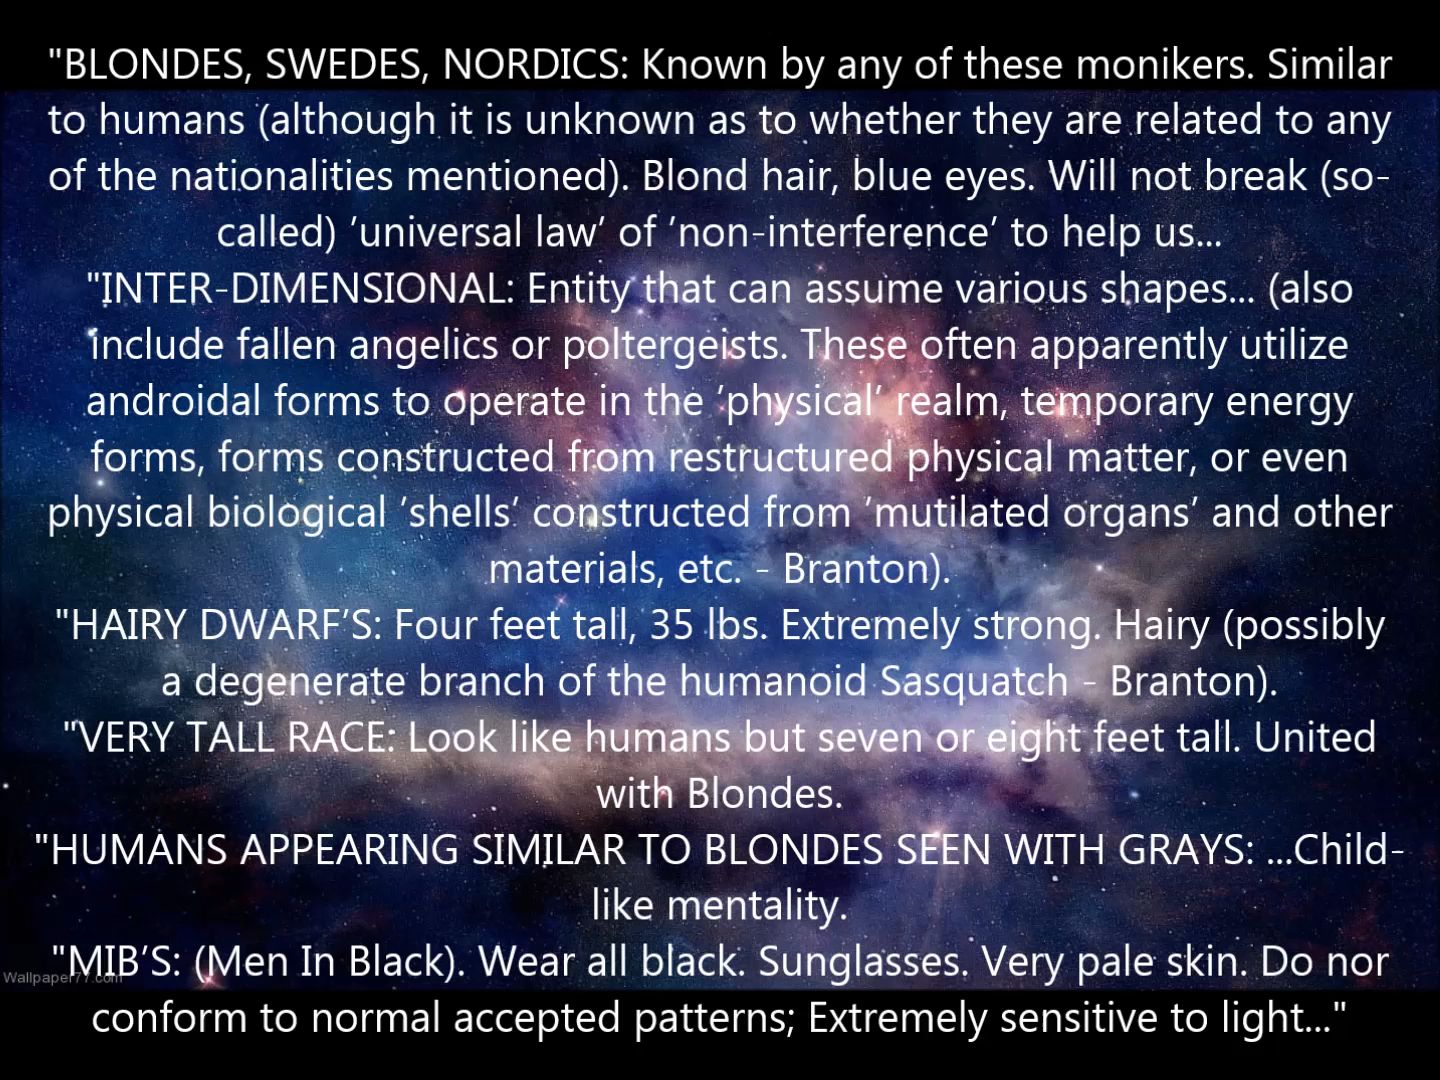 "BLONDES, SWEDES, NORDICS: Known by any of these monikers. Similar
to humans (although it is unknown as to whether they are related to any
of the nationalities mentioned). Blond hair, blue eyes. Will not break (so-
called) ’universal law’ of ’non-interference’ to help us...
"INTER-DIMENSIONAL: Entity that can assume various shapes... (also
include fallen angelics or poltergeists. These often apparently utilize
androidal forms to operate in the ’physical’ realm, temporary energy
forms, forms constructed from restructured physical matter, or even
physical biological ’shells’ constructed from ’mutilated organs’ and other
materials, etc. - Branton).
"HAIRY DWARF’S: Four feet tall, 35 lbs. Extremely strong. Hairy (possibly
a degenerate branch of the humanoid Sasquatch - Branton).
"VERY TALL RACE: Look like humans but seven or eight feet tall. United
with Blondes.
"HUMANS APPEARING SIMILAR TO BLONDES SEEN WITH GRAYS: ...Child-
like mentality.
"MIB’S: (Men In Black). Wear all black. Sunglasses. Very pale skin. Do nor
Wallpaper77.com
conform to normal accepted patterns; Extremely sensitive to light..."